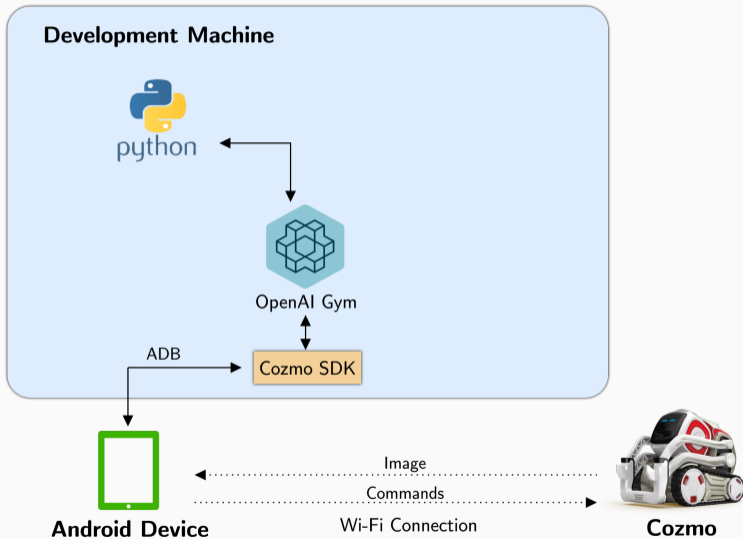 Development Machine
python
OpenAI Gym
ADB
Cozmo SDK
Image
Commands
Android Device
Wi-Fi Connection
Cozmo